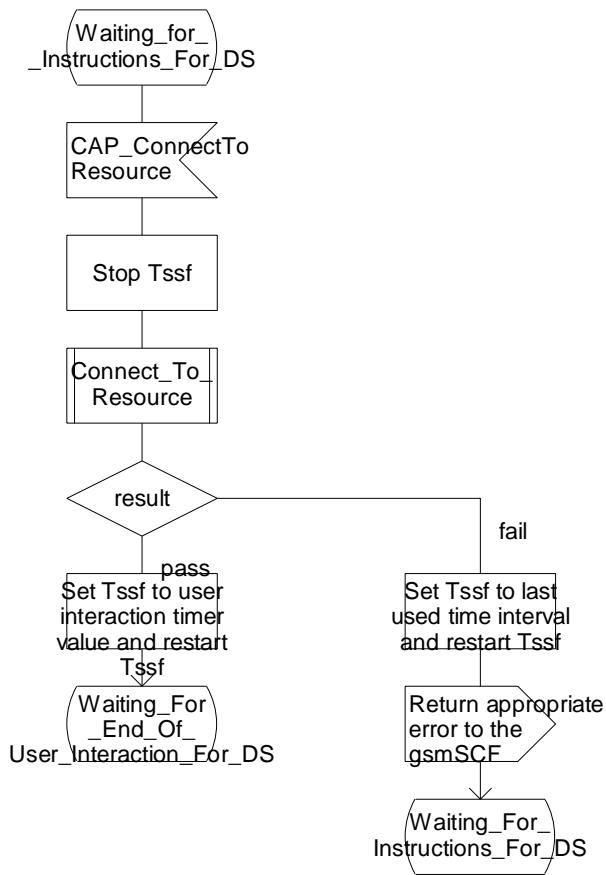 Waiting_for_
_Instructions_For_DS
CAP_ConnectTo
Resource
Stop Tssf
Connect_To_
Resource
result
pass
fail
Set Tssf to user
interaction timer
value and restart
Tssf
Set Tssf to last
used time interval
and restart Tssf
Waiting_For
_End_Of_
User_Interaction_For_DS
Return appropriate
error to the
gsmSCF
Waiting_For_
Instructions_For_DS